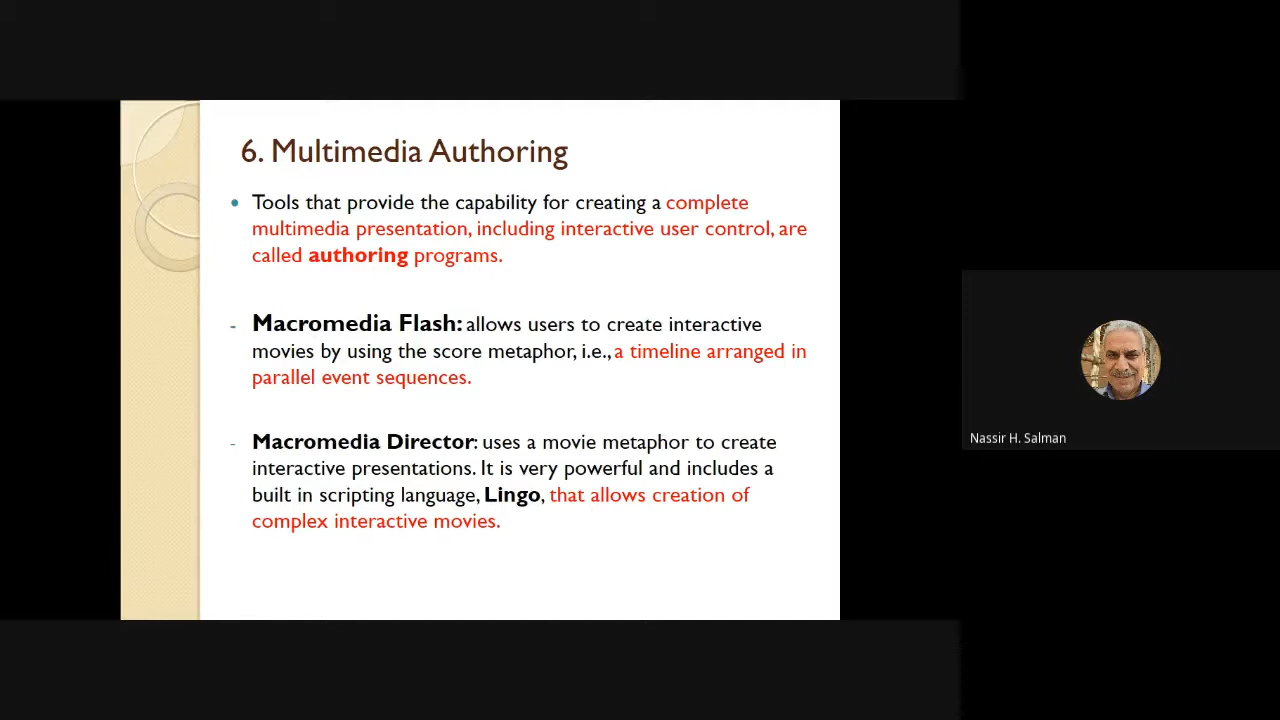 6. Multimedia Authoring
• Tools that provide the capability for creating a complete
multimedia presentation, including interactive user control, are
called authoring programs.
- Macromedia Flash: allows users to create interactive
movies by using the score metaphor, i.e., a timeline arranged in
parallel event sequences.
- Macromedia Director: uses a movie metaphor to create
interactive presentations. It is very powerful and includes a
built in scripting language, Lingo, that allows creation of
complex interactive movies.
Nassir H. Salman